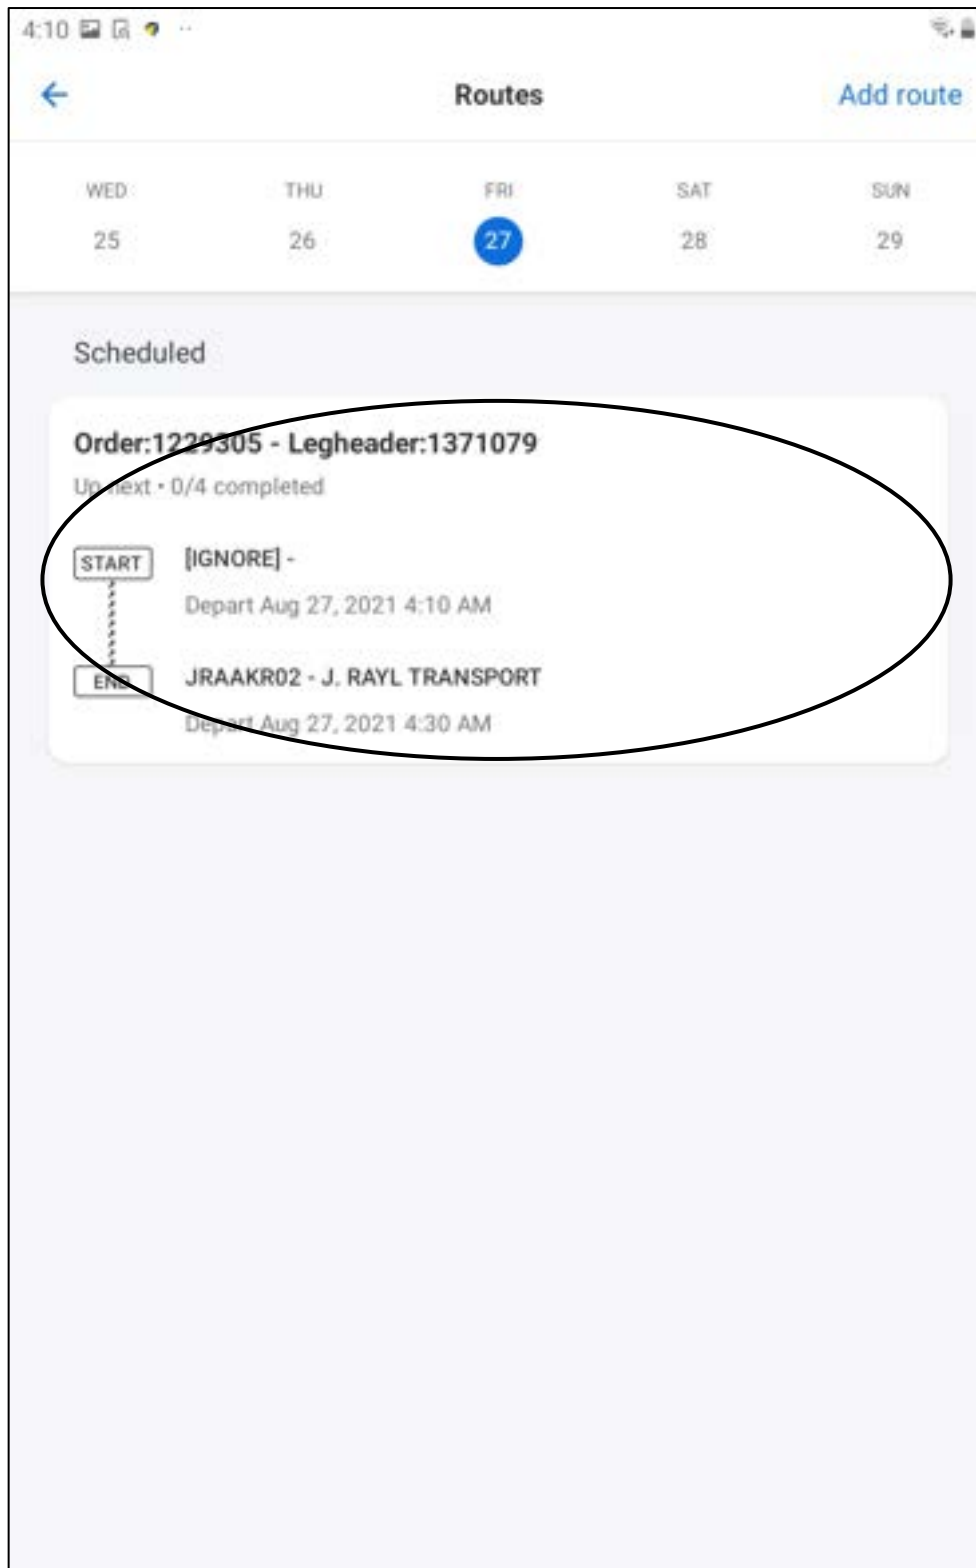 4:10
Routes
Add route
WED THU FRI SAT SUN
25 26 27 28 29
Scheduled
Order:1229305 - Legheader:1371079
Up next • 0/4 completed
START [IGNORE] -
Depart Aug 27, 2021 4:10 AM
END JRAAKR02 - J. RAYL TRANSPORT
Depart Aug 27, 2021 4:30 AM